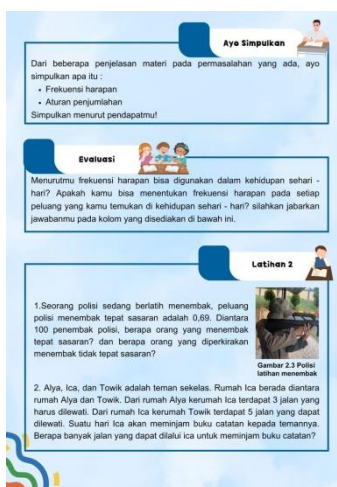 Ayo Simpulkan
Dari beberapa penjelasan materi pada permasalahan yang ada, ayo
simpulkan apa itu :
• Frekuensi harapan
• Aturan penjumlahan
Simpulkan menurut pendapatmu!
Evaluasi
Menurutmu frekuensi harapan bisa digunakan dalam kehidupan sehari -
hari? Apakah kamu bisa menentukan frekuensi harapan pada setiap
peluang yang kamu temukan di kehidupan sehari - hari? silahkan jabarkan
jawabanmu pada kolom yang disediakan di bawah ini.
Latihan 2
1.Seorang polisi sedang berlatih menembak, peluang
polisi menembak tepat sasaran adalah 0,69. Diantara
100 penembak polisi, berapa orang yang menembak
tepat sasaran? dan berapa orang yang diperkirakan
menembak tidak tepat sasaran?
Gambar 2.3 Polisi
latihan menembak
2. Alya, Ica, dan Towik adalah teman sekelas. Rumah Ica berada diantara
rumah Alya dan Towik. Dari rumah Alya kerumah Ica terdapat 3 jalan yang
harus dilewati. Dari rumah Ica kerumah Towik terdapat 5 jalan yang dapat
dilewati. Suatu hari Ica akan meminjam buku catatan kepada temannya.
Berapa banyak jalan yang dapat dilalui ica untuk meminjam buku catatan?